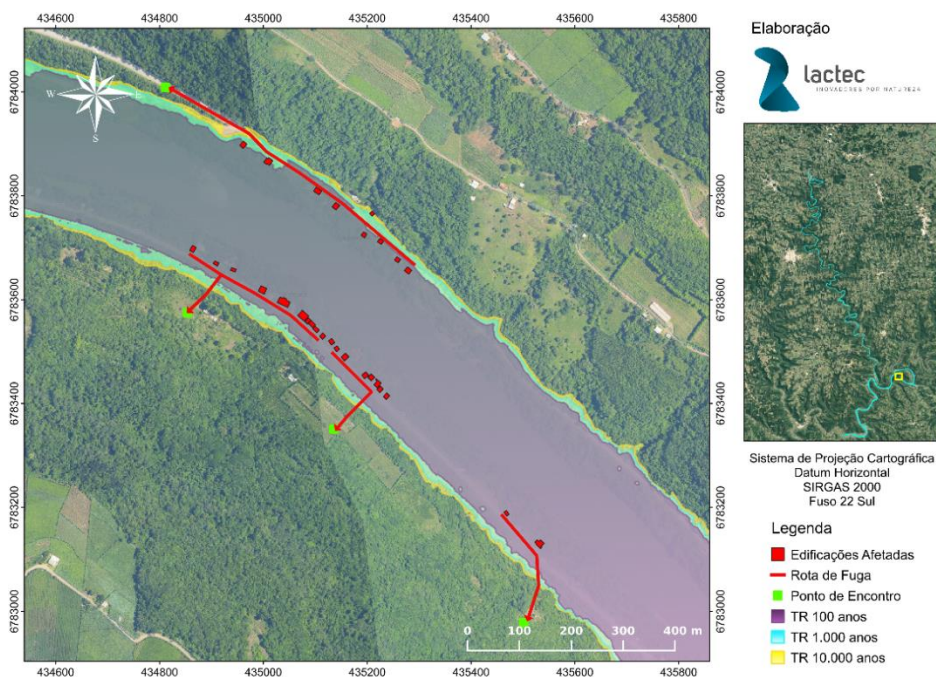 434600 434800 435000 435200 435400 435600 435800
6784000
6783800
6783600
6783400
6783200
6783000
N
W
E
S
6784000
6783800
6783600
6783400
6783200
6783000
0 100 200 300 400 m
434600 434800 435000 435200 435400 435600 435800
Elaboração
lactec
INOVADORES POR NATUREZA
Sistema de Projeção Cartográfica
Datum Horizontal
SIRGAS 2000
Fuso 22 Sul
Legenda
Edificações Afetadas
Rota de Fuga
Ponto de Encontro
TR 100 anos
TR 1.000 anos
TR 10.000 anos